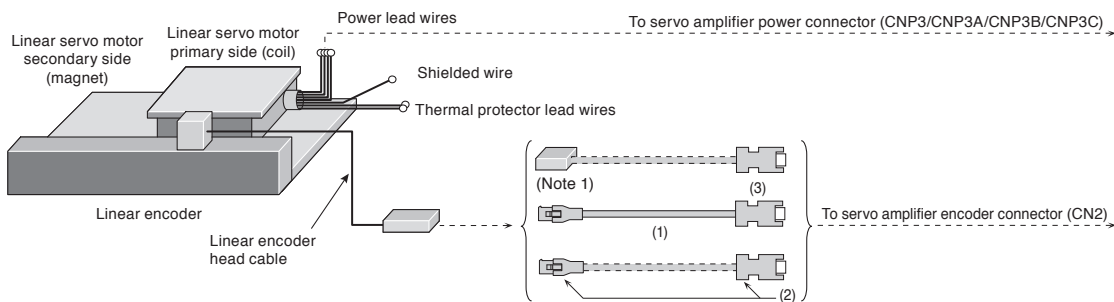 Power lead wires
To servo amplifier power connector (CNP3/CNP3A/CNP3B/CNP3C)
Linear servo motor
secondary side
(magnet)
Linear servo motor
primary side (coil)
Shielded wire
Thermal protector lead wires
Linear encoder
Linear encoder
head cable
(Note 1)
(3)
(1)
(2)
To servo amplifier encoder connector (CN2)